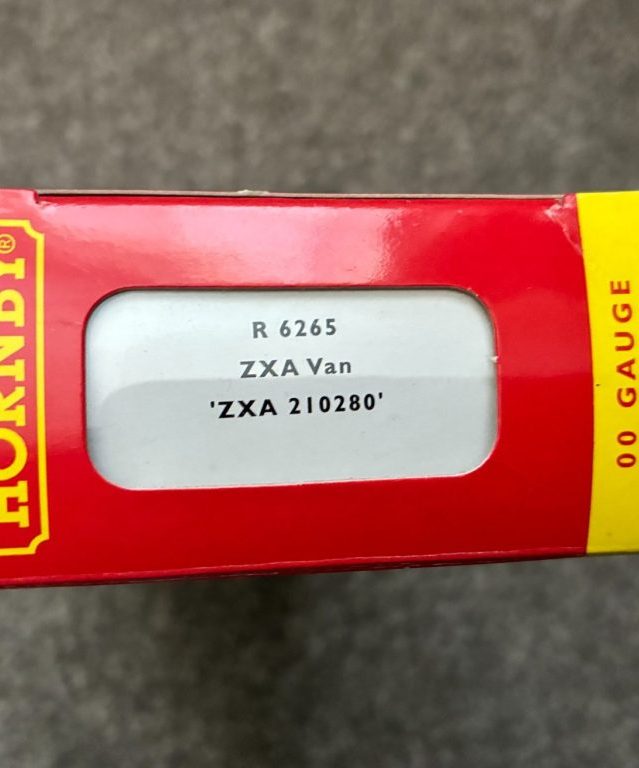 HORNBY®
R 6265
ZXA Van
'ZXA 210280'
00 GAUGE